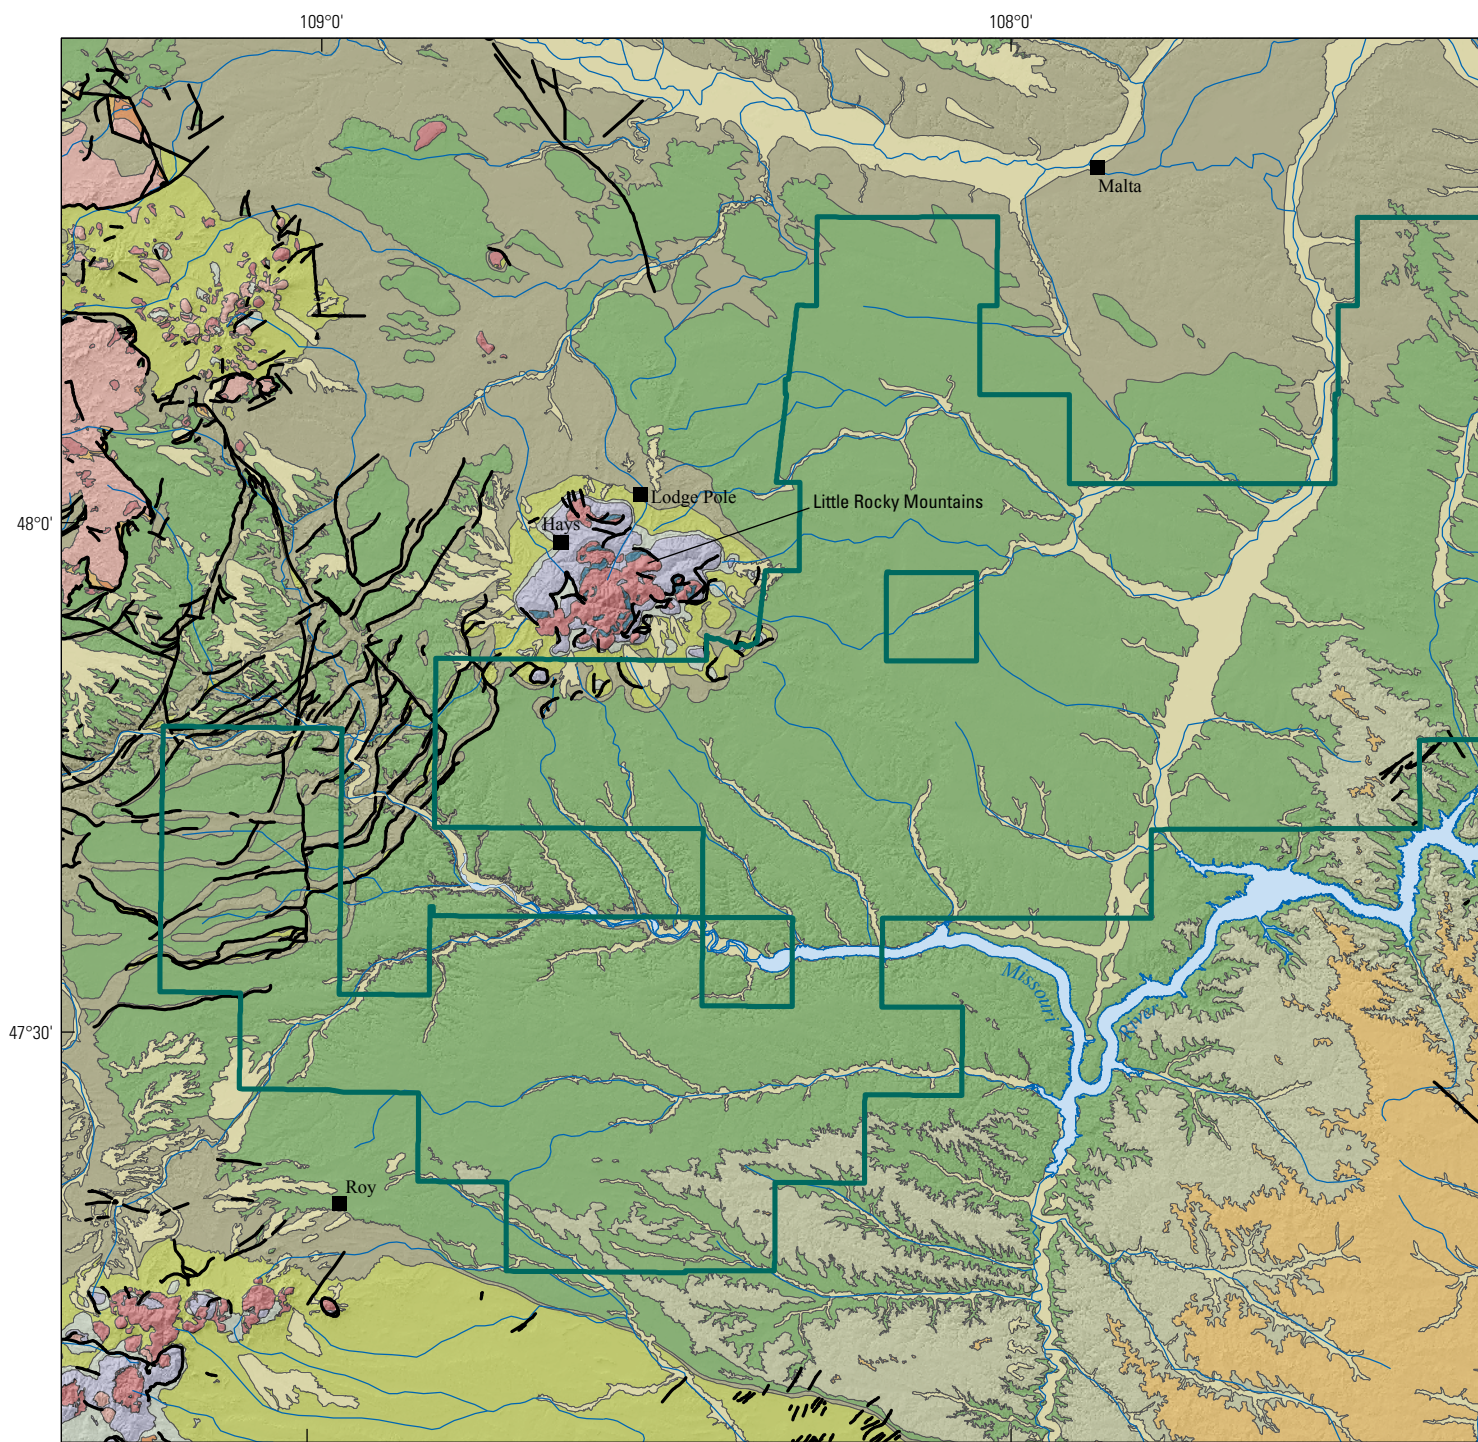 109°0'
108°0'
Malta
Lodge Pole
Little Rocky Mountains
48°0'
Hays
Missouri
River
47°30'
Roy